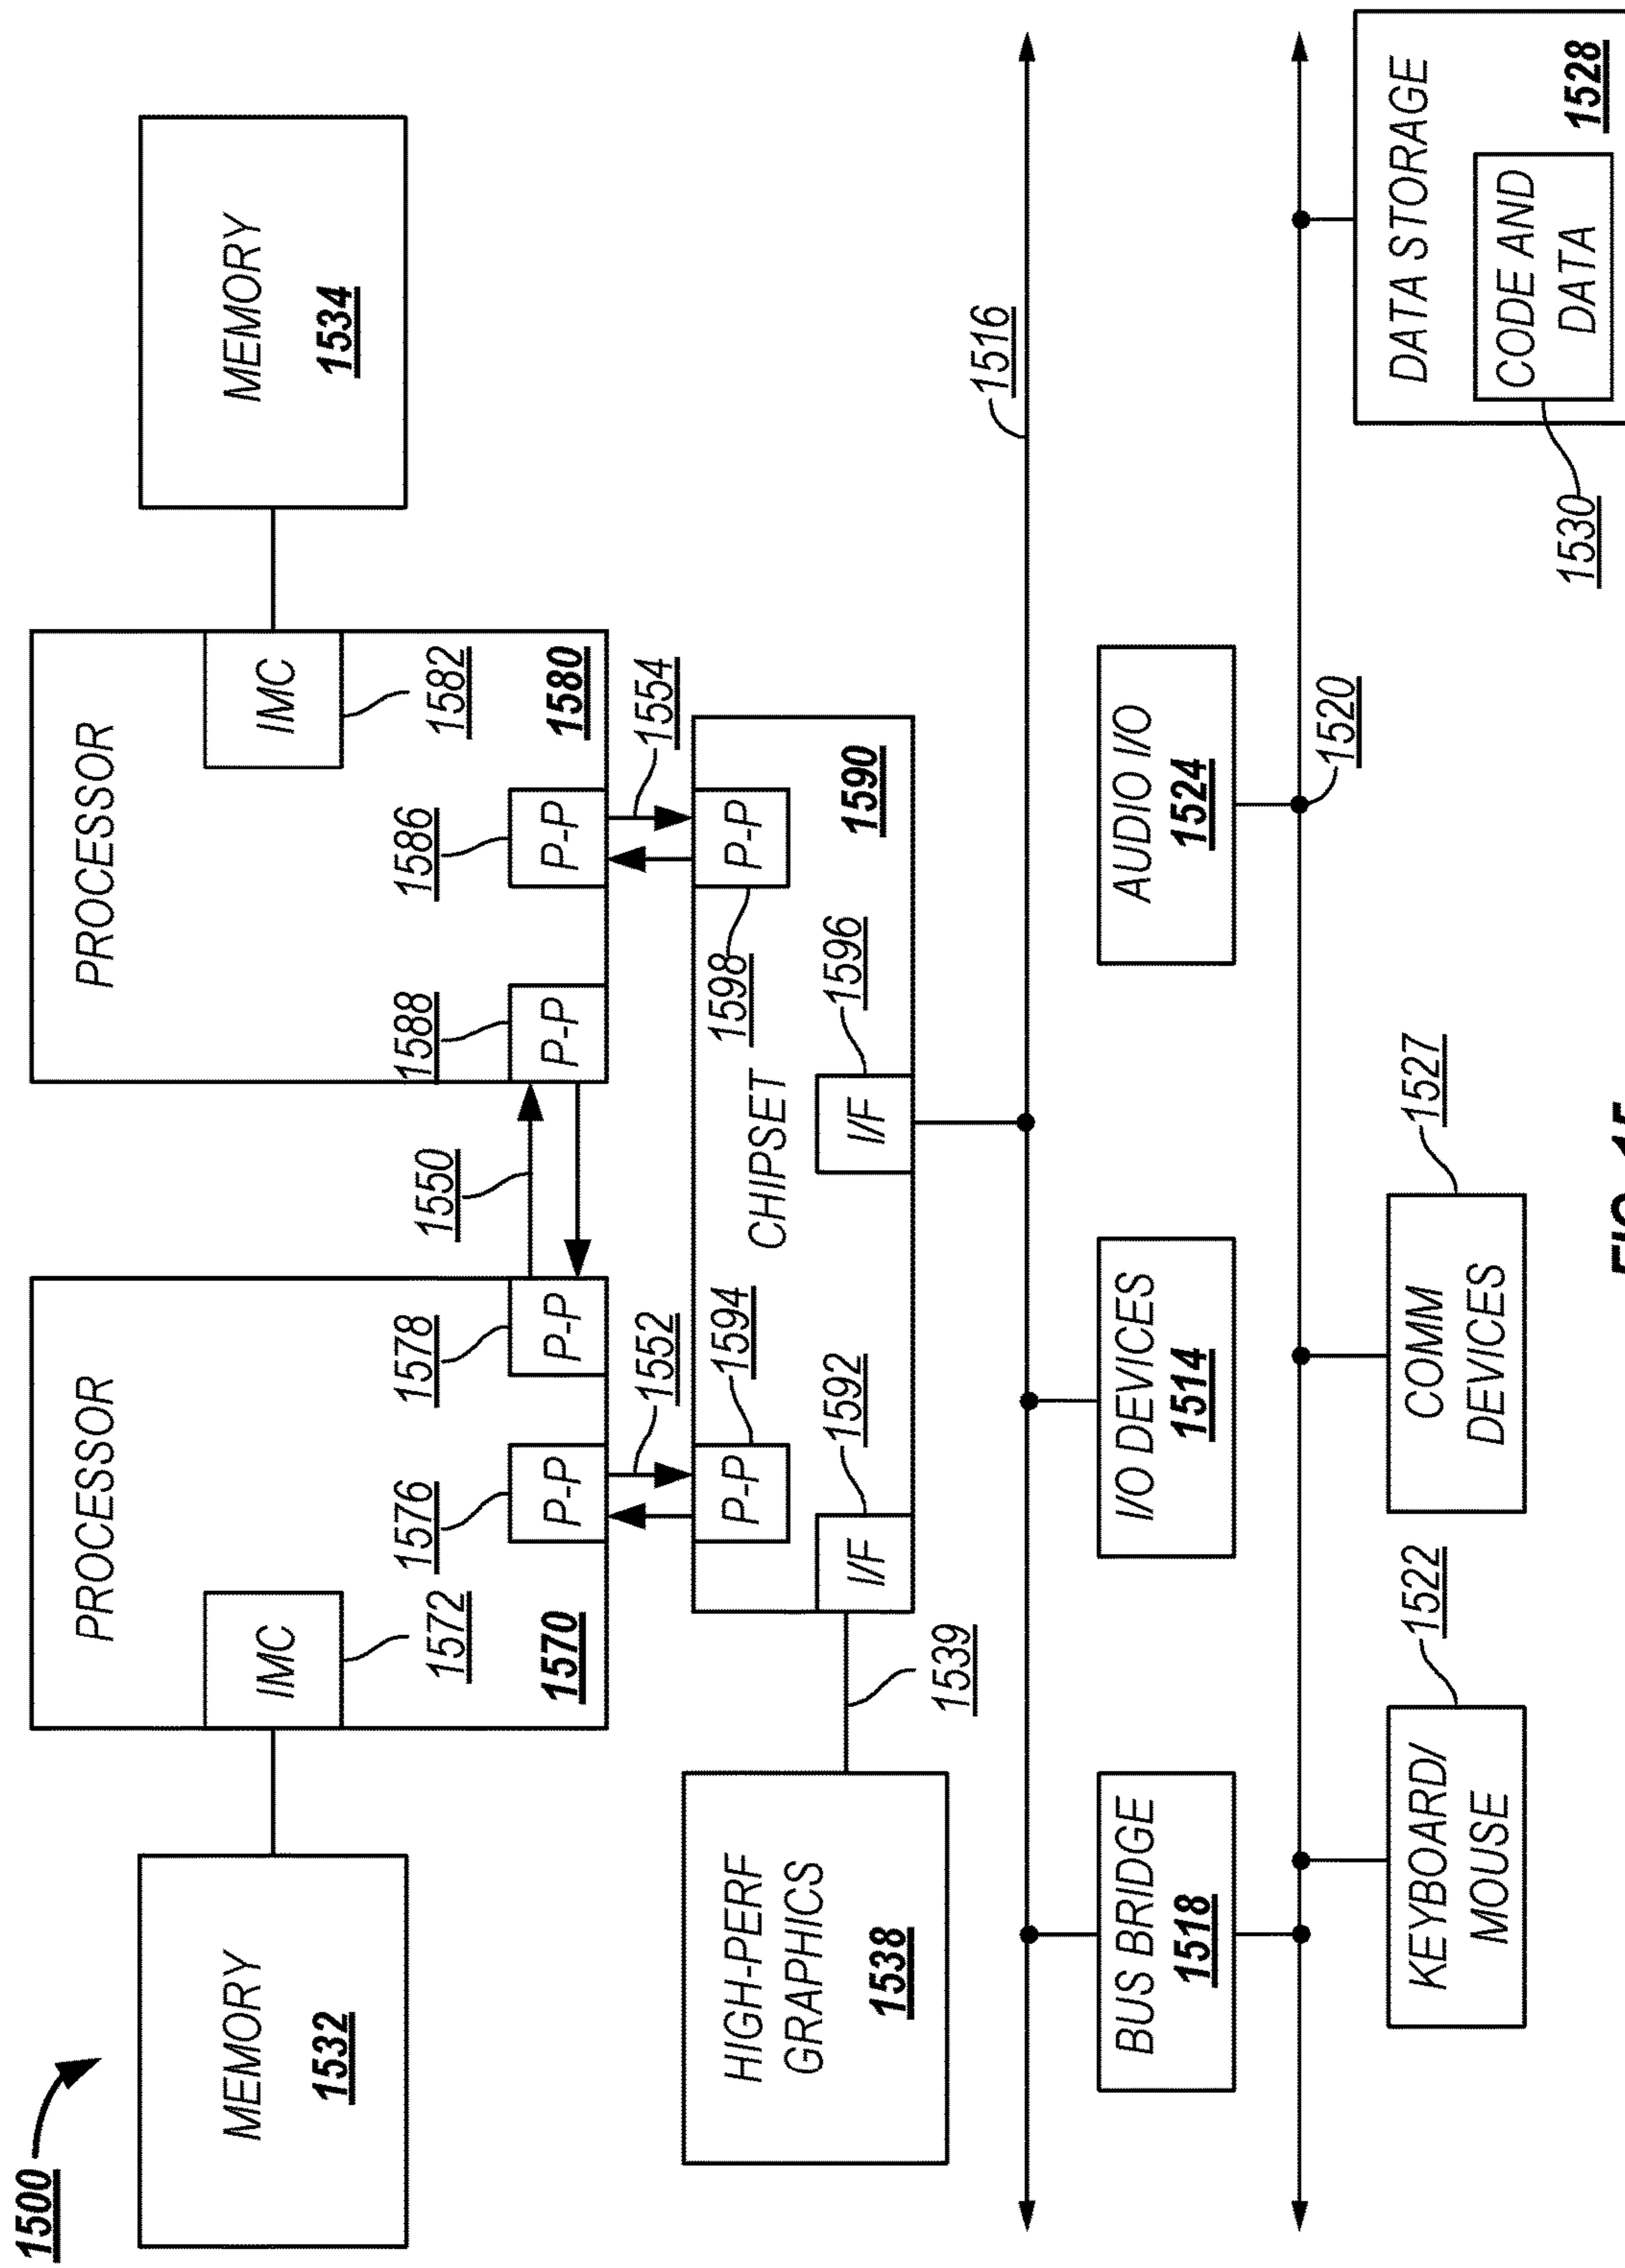 1500
MEMORY
1532
PROCESSOR
IMC
1572
1570
1576
P-P
1578
P-P
1550
PROCESSOR
1588
P-P
1586
P-P
IMC
1582
1580
MEMORY
1534
1552
1554
HIGH-PERF
GRAPHICS
1538
1539
P-P
1594
I/F
1592
CHIPSET
1598
P-P
I/F
1596
1590
1516
BUS BRIDGE
1518
I/O DEVICES
1514
AUDIO I/O
1524
1520
KEYBOARD/
MOUSE
1522
COMM
DEVICES
1527
DATA STORAGE
CODE AND
DATA
1530
1528
FIG. 15